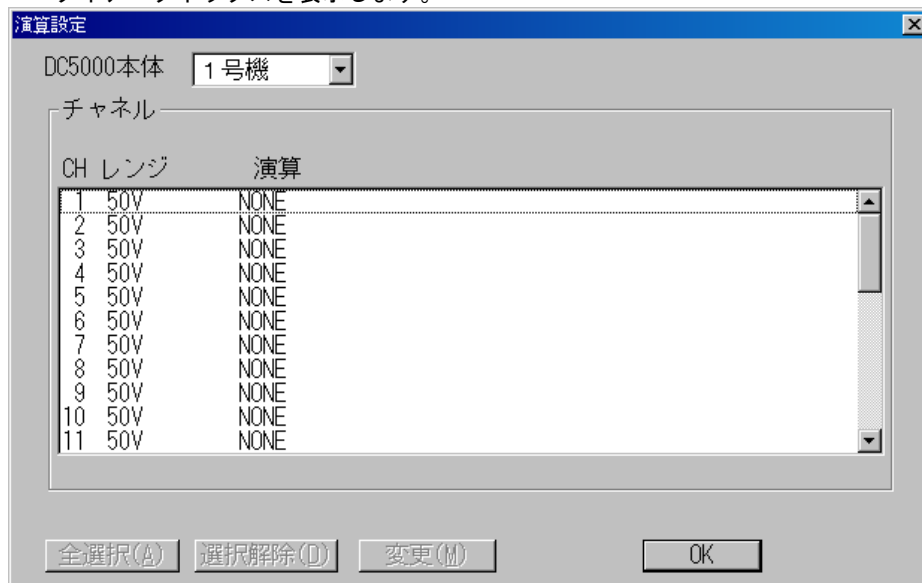 演算設定
DC5000本体 1号機
チャネル
CH レンジ 演算
1 50V NONE
2 50V NONE
3 50V NONE
4 50V NONE
5 50V NONE
6 50V NONE
7 50V NONE
8 50V NONE
9 50V NONE
10 50V NONE
11 50V NONE
全選択(A) 選択解除(D) 変更(M) OK